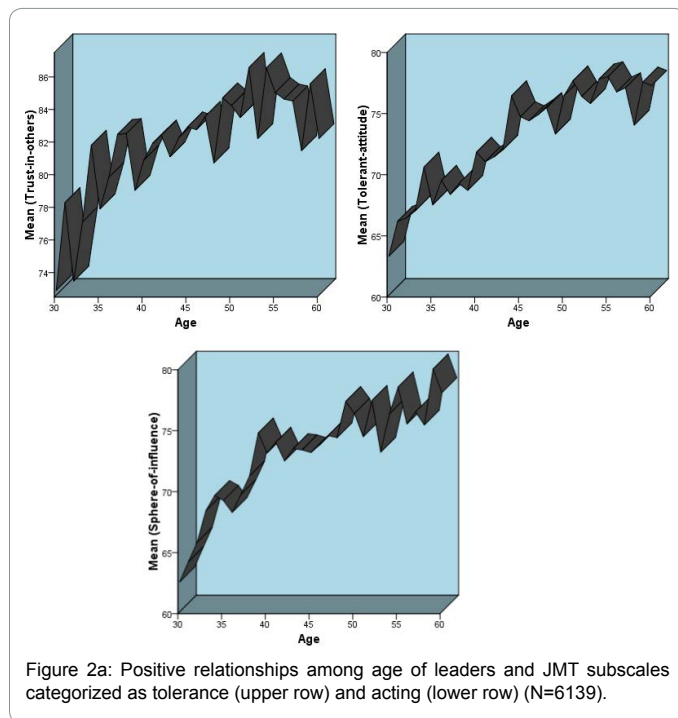 86
84
82
80
78
76
74
Mean (Trust-in-others)
30 35 40 45 50 55 60
Age
80
75
70
65
60
Mean (Tolerant-attitude)
30 35 40 45 50 55 60
Age
80
75
70
65
60
Mean (Sphere-of-influence)
30 35 40 45 50 55 60
Age
Figure 2a: Positive relationships among age of leaders and JMT subscales
categorized as tolerance (upper row) and acting (lower row) (N=6139).